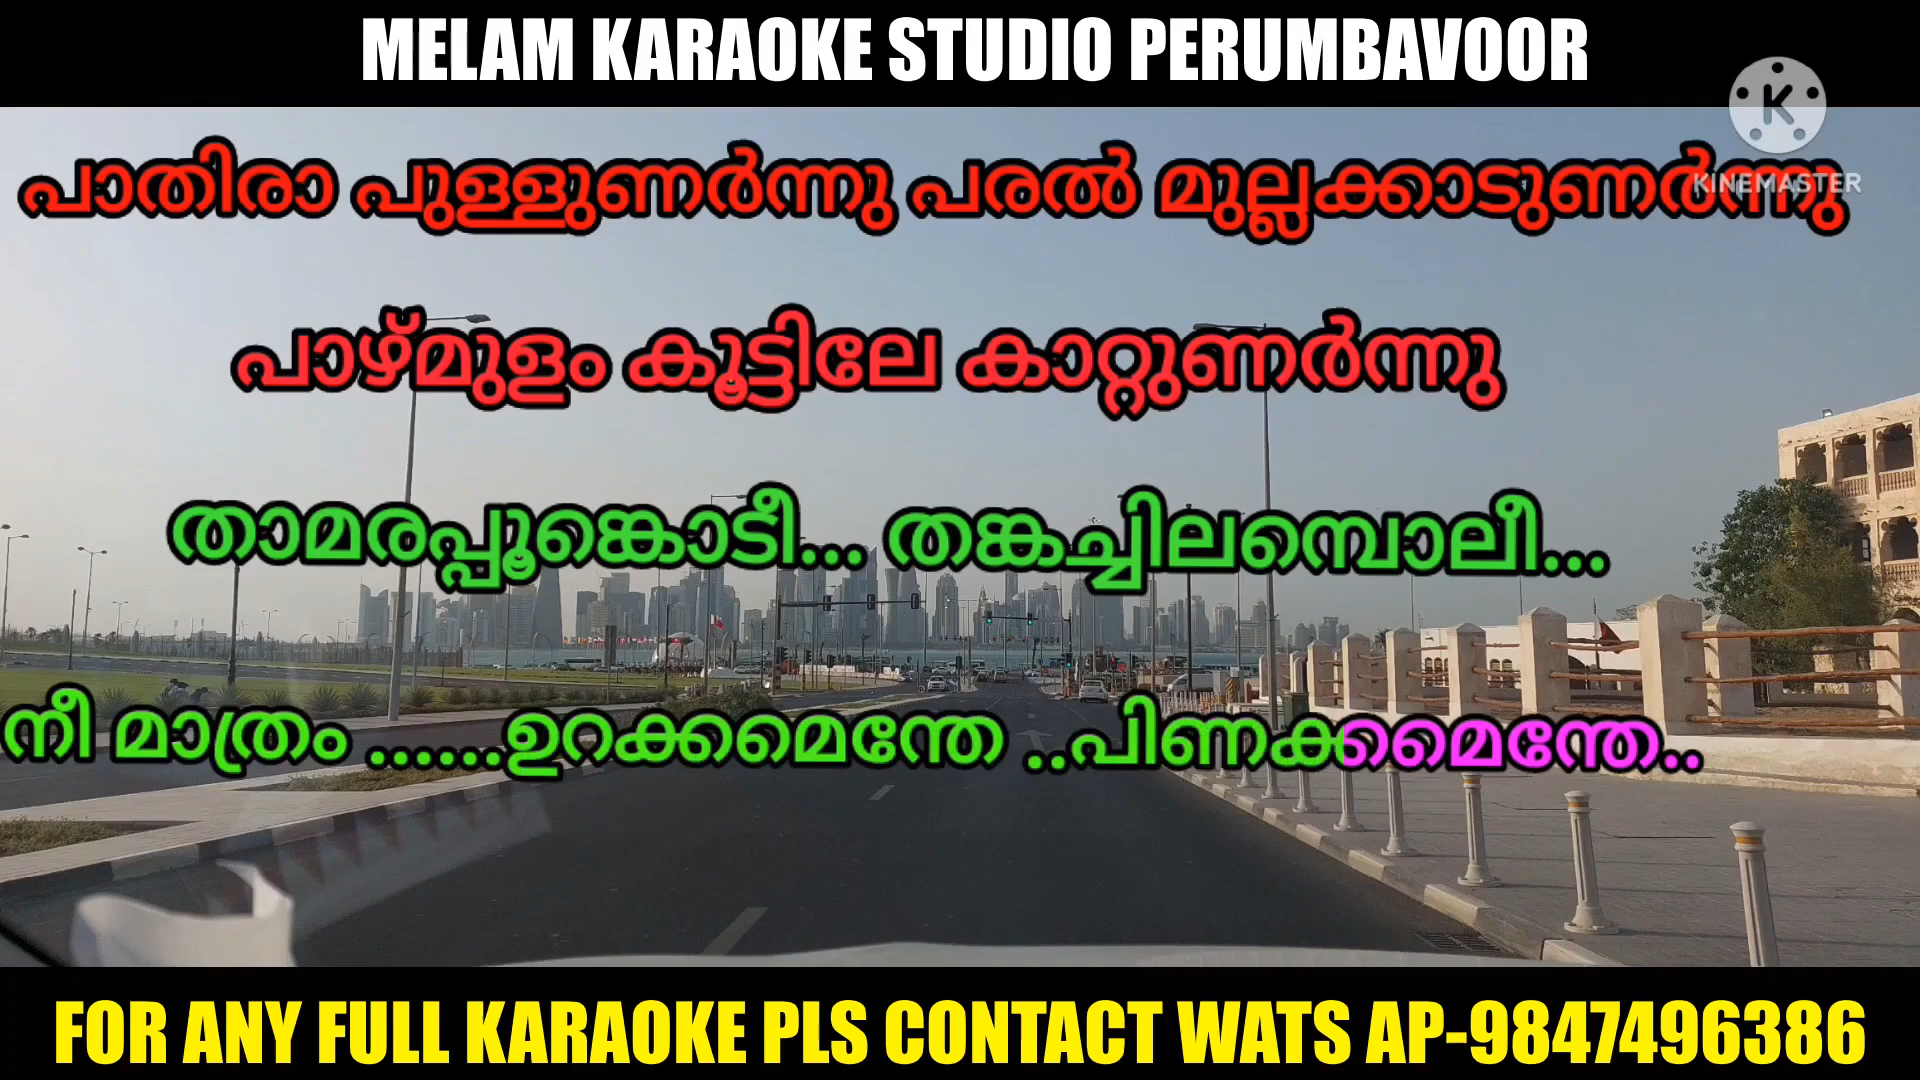 MELAM KARAOKE STUDIO PERUMBAVOOR
K
KINEMASTER
പാതിരാ പുള്ളുണർന്നു പരൽ മുല്ലക്കാടുണർന്നു
പാഴ്മുളം കൂട്ടിലേ കാറ്റുണർന്നു
താമരപ്പൂങ്കൊടീ... തങ്കച്ചിലമ്പൊലീ...
നീ മാത്രം ......ഉറക്കമെന്തേ ..പിണക്കമെന്തേ..
FOR ANY FULL KARAOKE PLS CONTACT WATS AP-9847496386